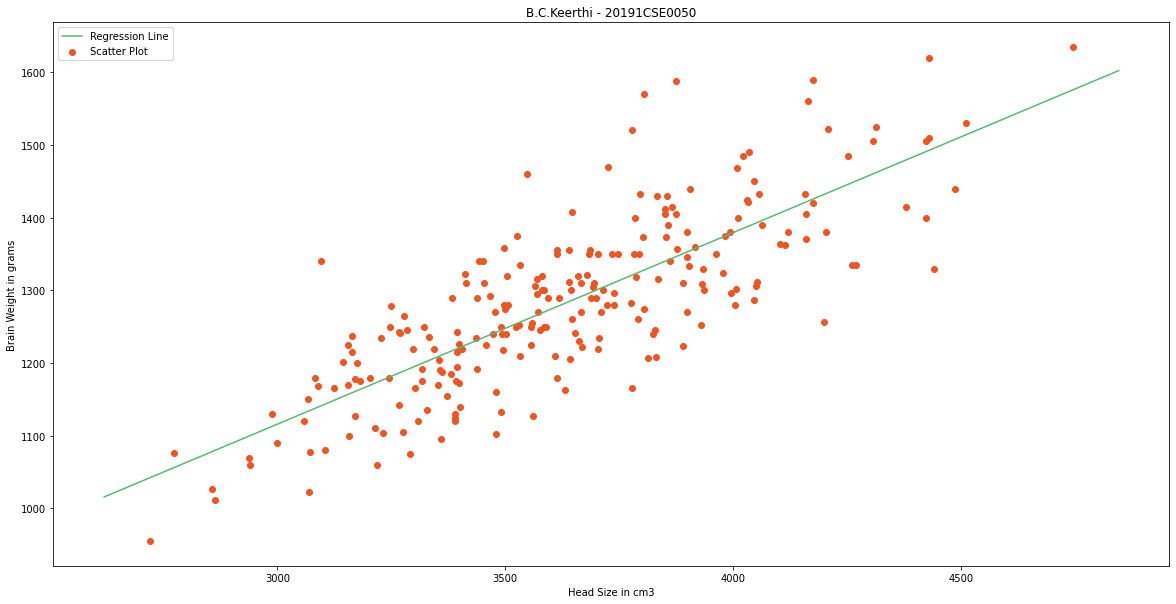 B.C.Keerthi - 20191CSE0050
Regression Line
Scatter Plot
Brain Weight in grams
1600
1500
1400
1300
1200
1100
1000
3000 3500 4000 4500
Head Size in cm3